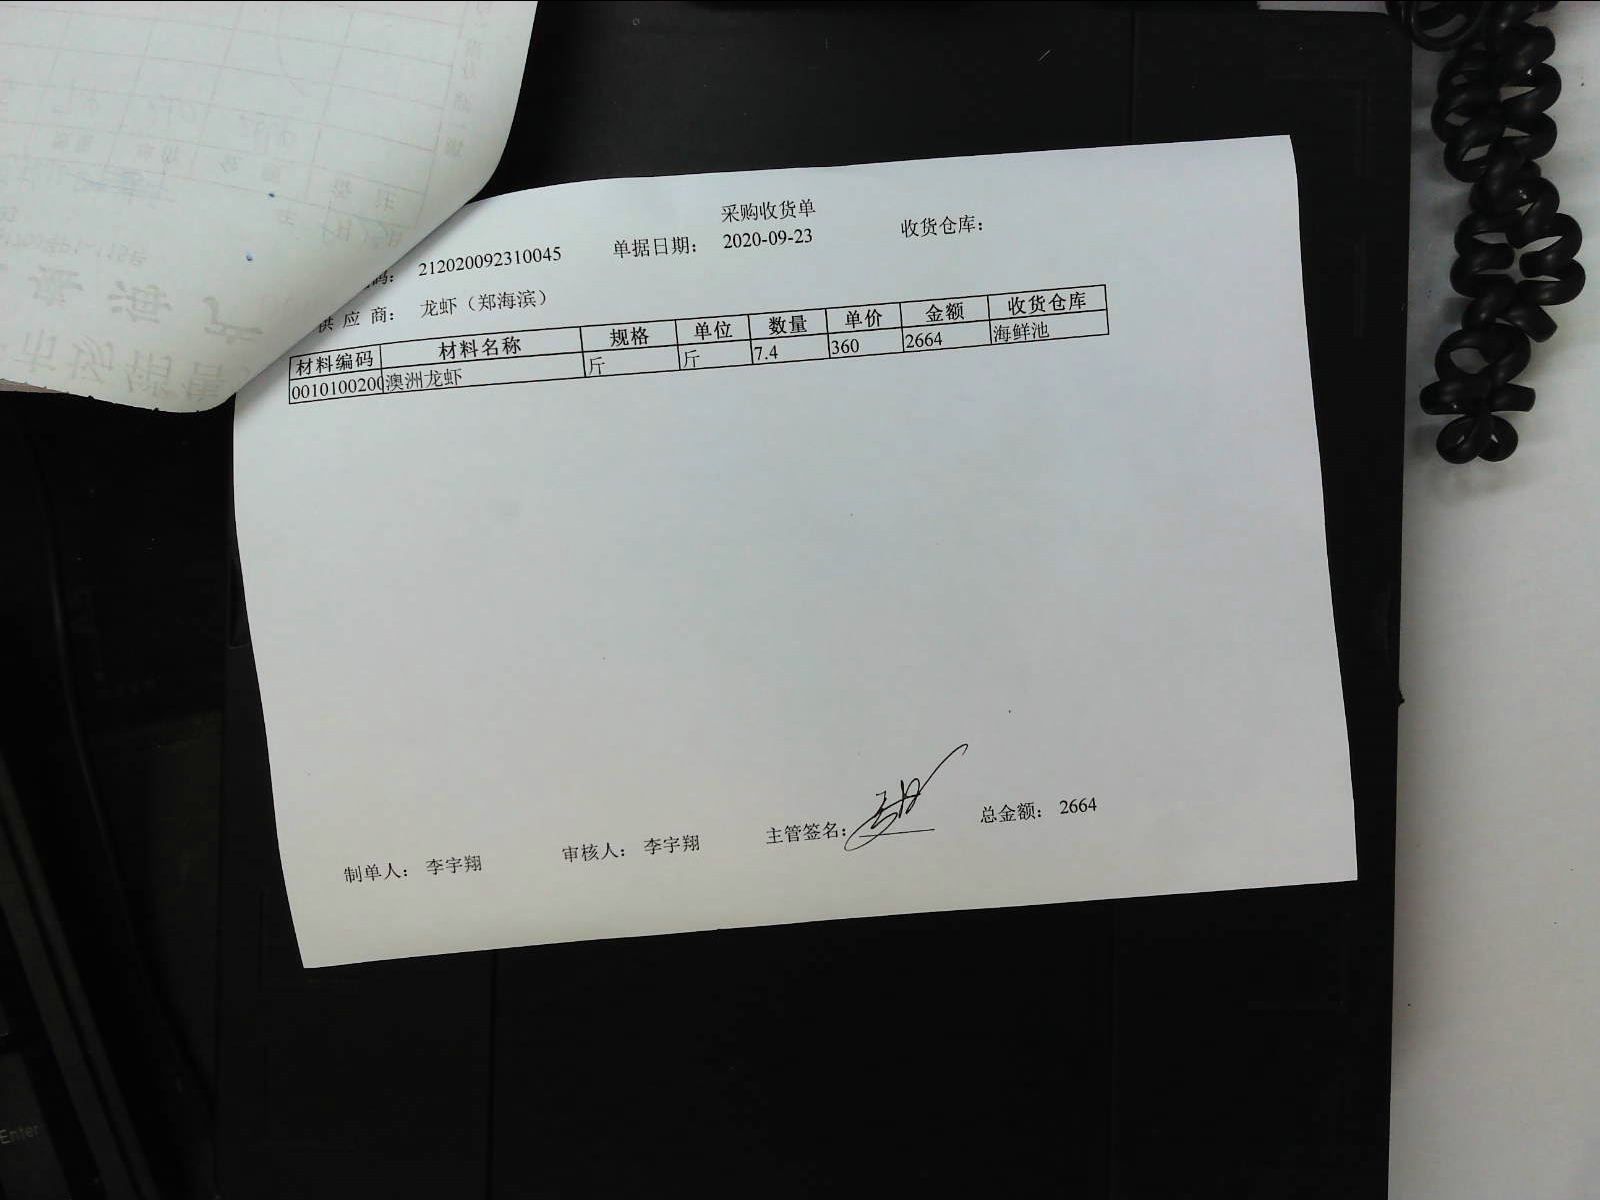 采购收货单
码： 212020092310045 单据日期： 2020-09-23 收货仓库：
供应商： 龙虾（郑海滨）
材料编码 材料名称 规格 单位 数量 单价 金额 收货仓库
0010100200 澳洲龙虾 斤 斤 7.4 360 2664 海鲜池
制单人： 李宇翔 审核人： 李宇翔 主管签名： 总金额： 2664
Enter